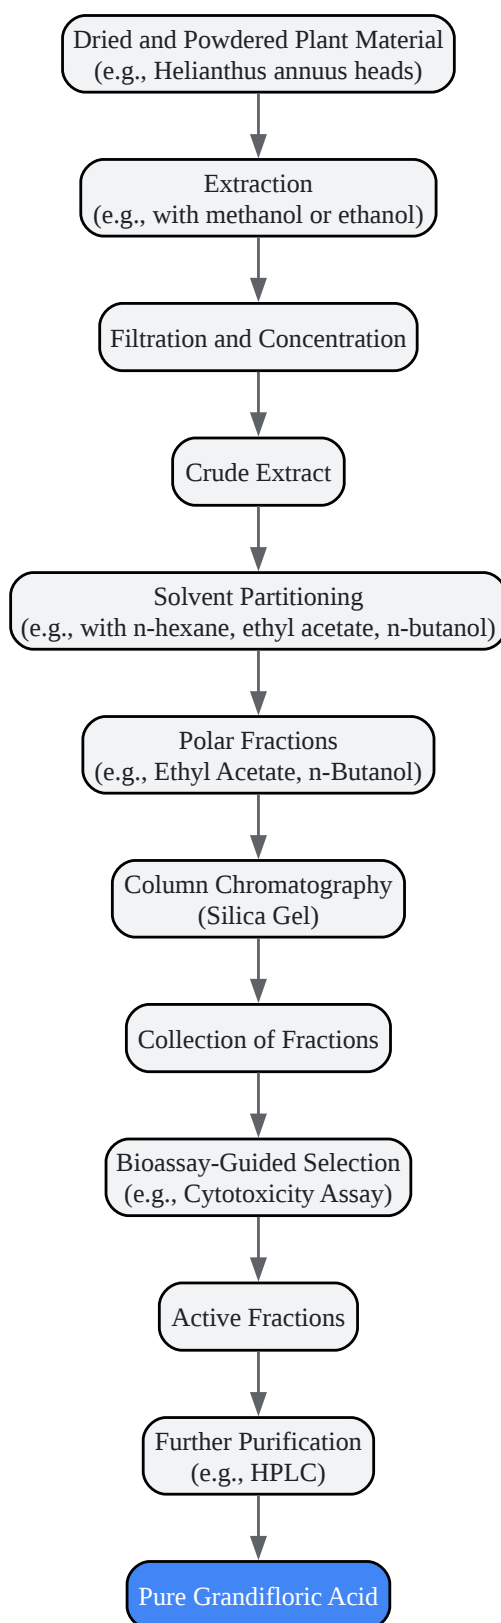 Dried and Powdered Plant Material
(e.g., Helianthus annuus heads)
Extraction
(e.g., with methanol or ethanol)
Filtration and Concentration
Crude Extract
Solvent Partitioning
(e.g., with n-hexane, ethyl acetate, n-butanol)
Polar Fractions
(e.g., Ethyl Acetate, n-Butanol)
Column Chromatography
(Silica Gel)
Collection of Fractions
Bioassay-Guided Selection
(e.g., Cytotoxicity Assay)
Active Fractions
Further Purification
(e.g., HPLC)
Pure Grandifloric Acid